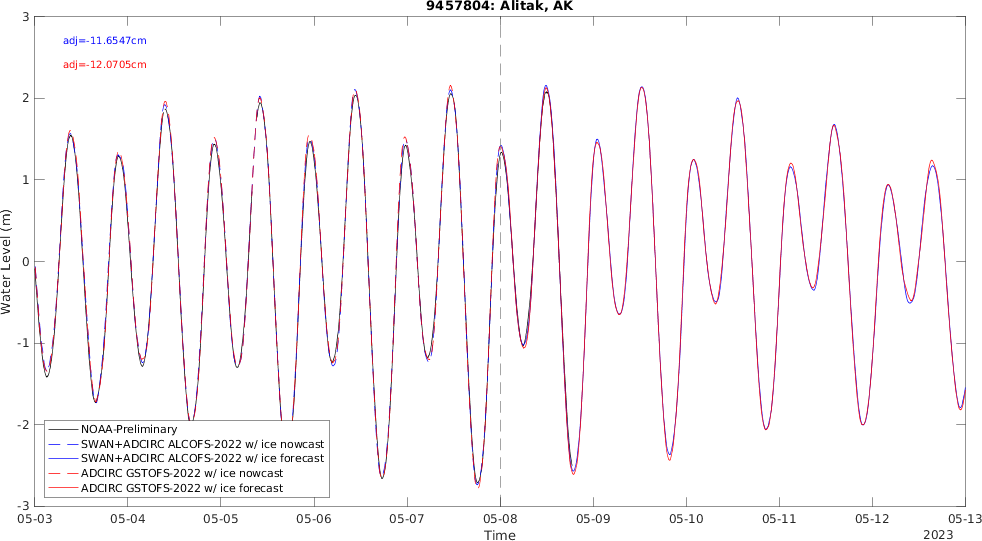 9457804: Alitak, AK
adj=-11.6547cm
adj=-12.0705cm
3
2
1
0
-1
-2
-3
Water Level (m)
NOAA-Preliminary
SWAN+ADCIRC ALCOFS-2022 w/ ice nowcast
SWAN+ADCIRC ALCOFS-2022 w/ ice forecast
ADCIRC GSTOFS-2022 w/ ice nowcast
ADCIRC GSTOFS-2022 w/ ice forecast
05-03 05-04 05-05 05-06 05-07 05-08 05-09 05-10 05-11 05-12 05-13
Time
2023